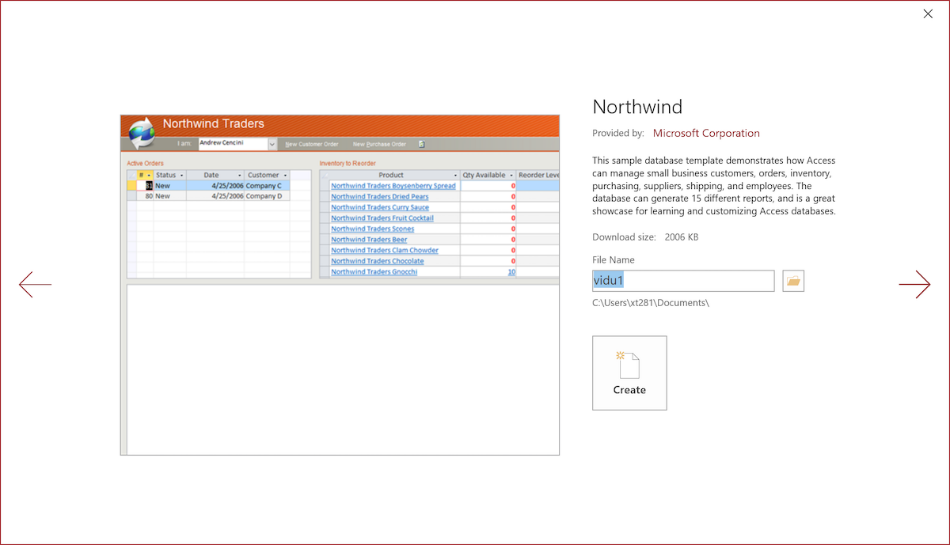 Northwind Traders
I am Andrew Cencini New Customer Order New Purchase Order
Active Orders
# Status Date Customer
81 New 4/25/2006 Company C
80 New 4/25/2006 Company D
Inventory to Reorder
Product Qty Available Reorder Leve
Northwind Traders Boysenberry Spread 0
Northwind Traders Dried Pears 0
Northwind Traders Curry Sauce 0
Northwind Traders Fruit Cocktail 0
Northwind Traders Scones 0
Northwind Traders Beer 0
Northwind Traders Clam Chowder 0
Northwind Traders Chocolate 0
Northwind Traders Gnocchi 10
Northwind
Provided by: Microsoft Corporation
This sample database template demonstrates how Access
can manage small business customers, orders, inventory,
purchasing, suppliers, shipping, and employees. The
database can generate 15 different reports, and is a great
showcase for learning and customizing Access databases.
Download size: 2006 KB
File Name
vidu1
C:\Users\xt281\Documents\
Create